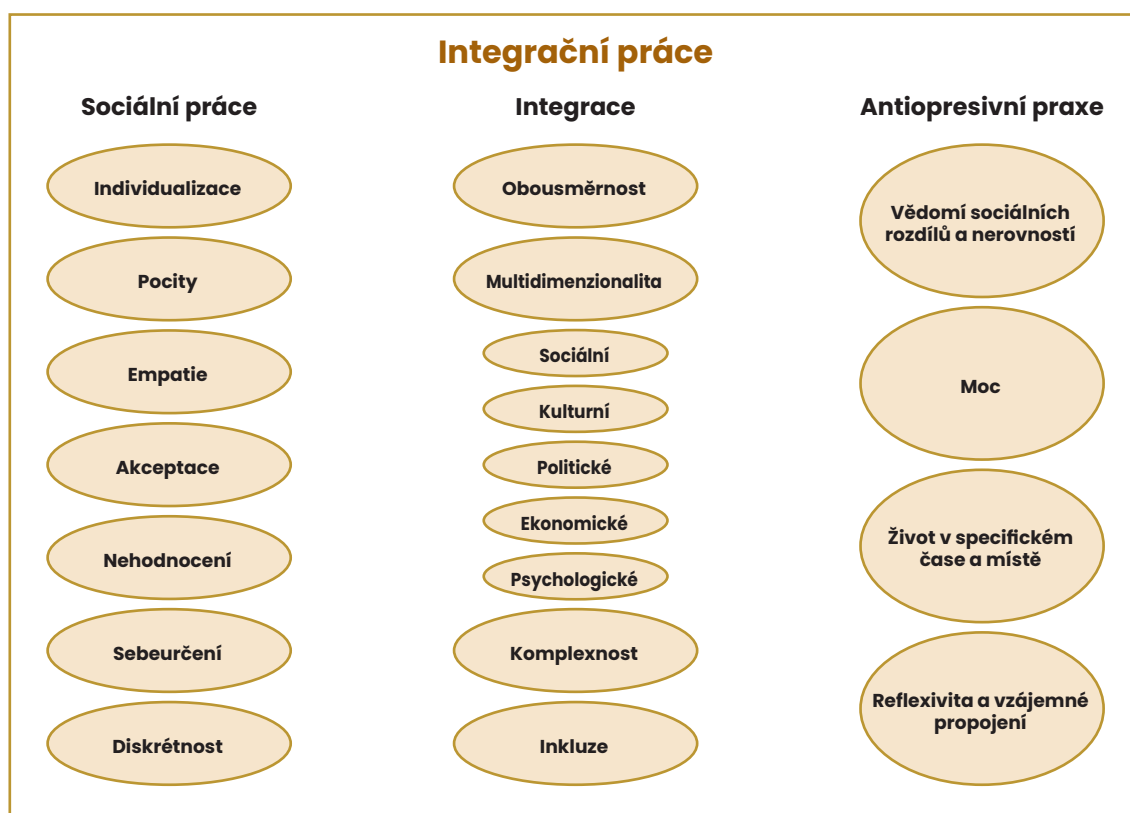 Integrační práce
Sociální práce
Individualizace
Pocity
Empatie
Akceptace
Nehodnocení
Sebeurčení
Diskrétnost
Integrace
Obousměrnost
Multidimenzionalita
Sociální
Kulturní
Politické
Ekonomické
Psychologické
Komplexnost
Inkluze
Antiopresivní praxe
Vědomí sociálních
rozdílů a nerovností
Moc
Život v specifickém
čase a místě
Reflexivita a vzájemné
propojení